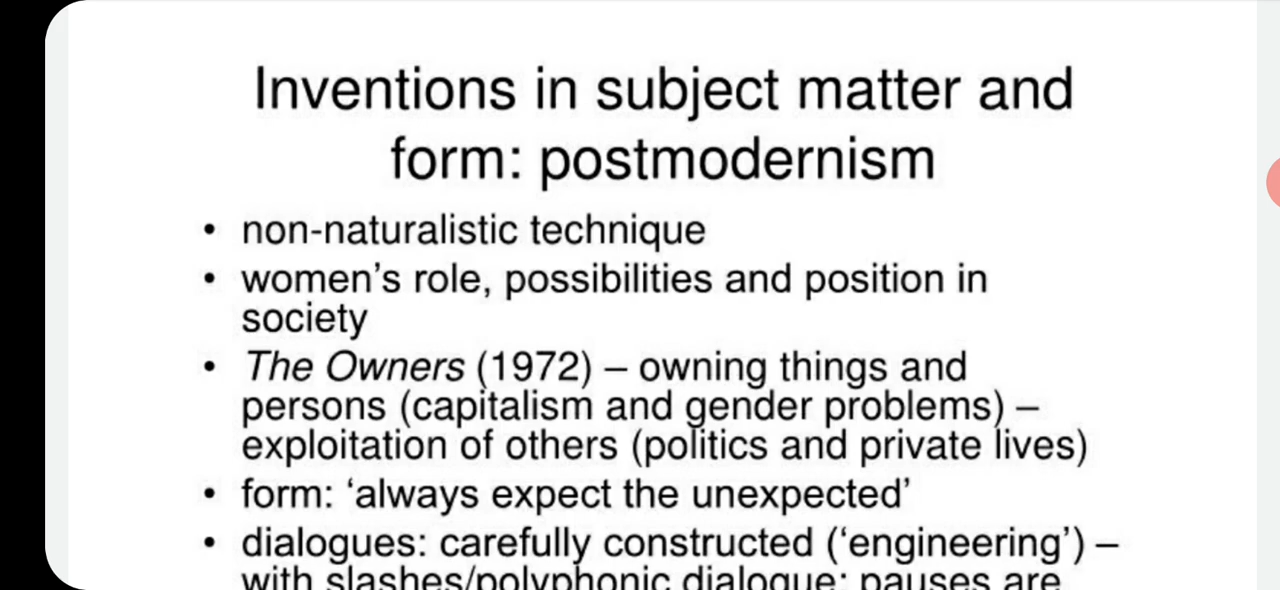 Inventions in subject matter and
form: postmodernism
• non-naturalistic technique
• women’s role, possibilities and position in
society
• The Owners (1972) – owning things and
persons (capitalism and gender problems) –
exploitation of others (politics and private lives)
• form: ‘always expect the unexpected’
• dialogues: carefully constructed (‘engineering’) –
with slashes/polyphonic dialogue; pauses are